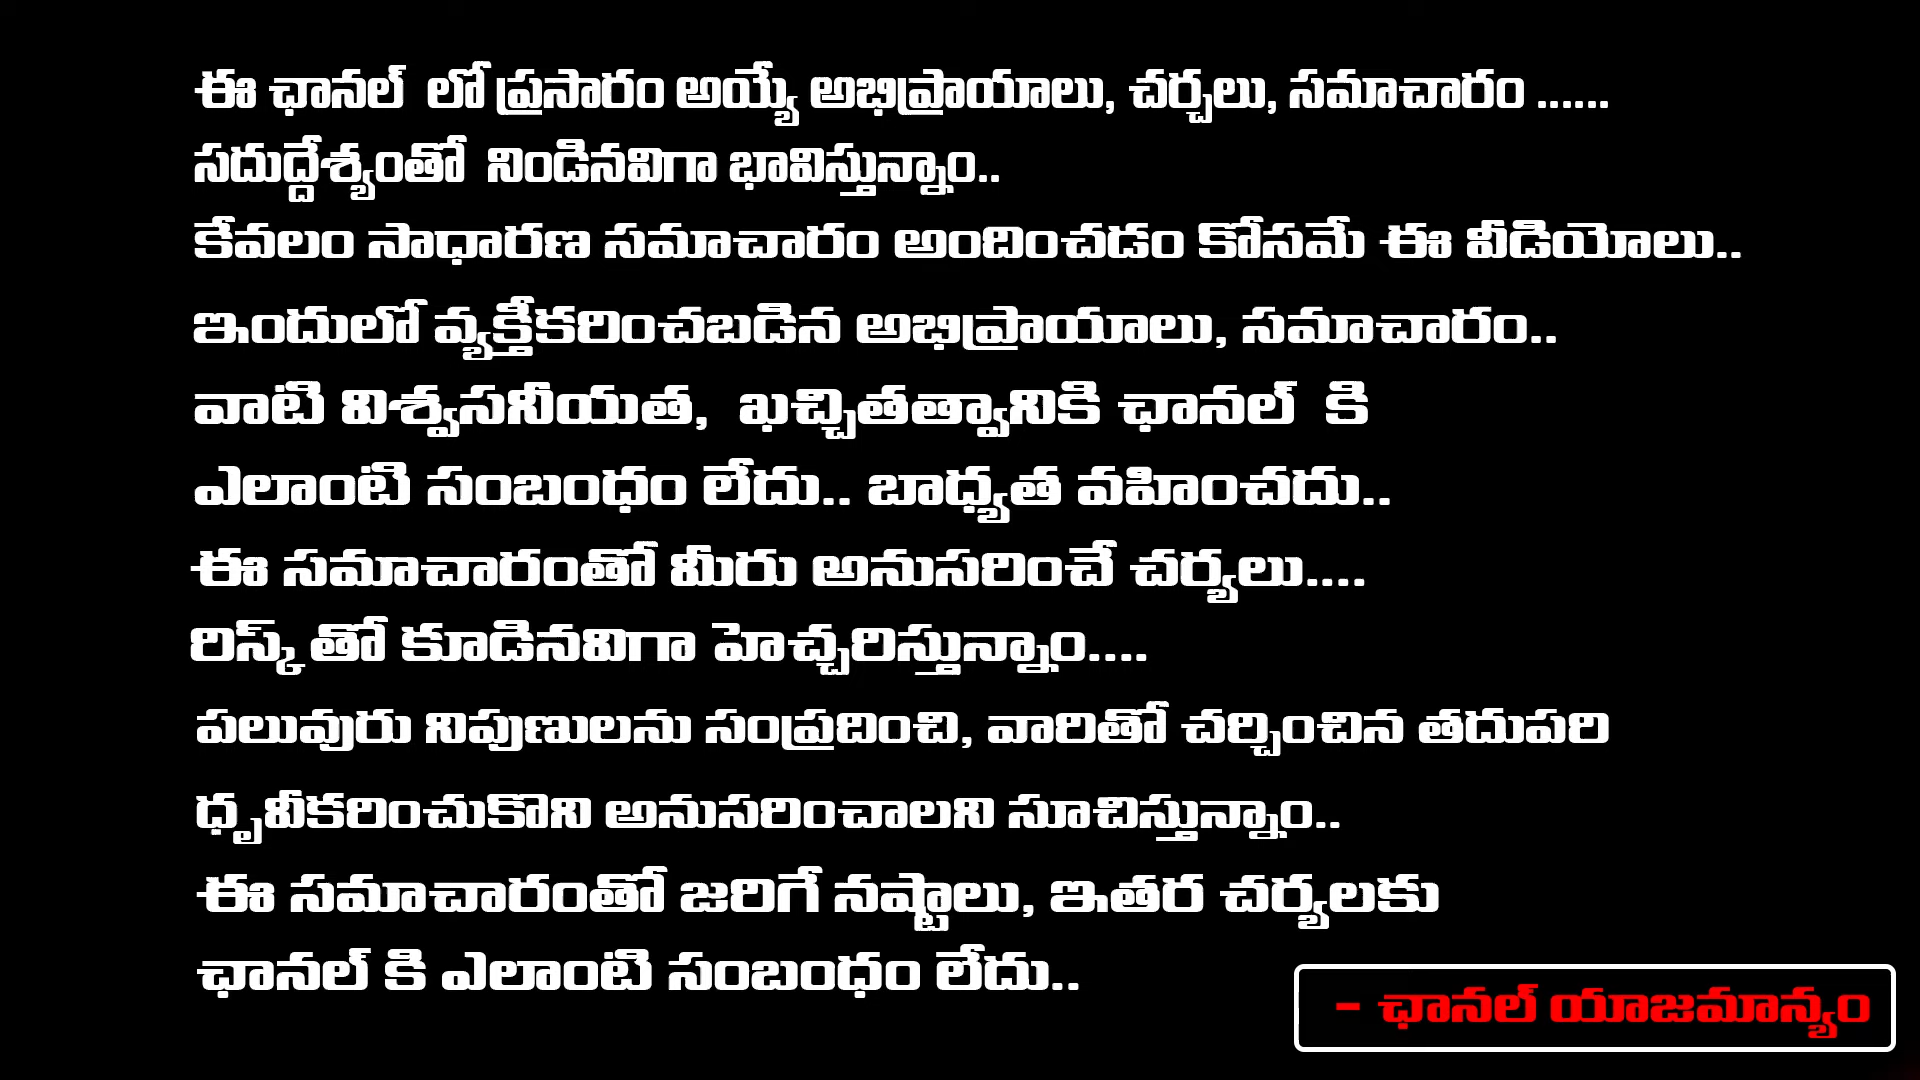 ఈ ఛానల్ లో ప్రసారం అయ్యే అభిప్రాయాలు, చర్చలు, సమాచారం ......
సదుద్దేశ్యంతో నిండినవిగా భావిస్తున్నాం..
కేవలం సాధారణ సమాచారం అందించడం కోసమే ఈ వీడియోలు..
ఇందులో వ్యక్తీకరించబడిన అభిప్రాయాలు, సమాచారం..
వాటి విశ్వసనీయత, ఖచ్చితత్వానికి ఛానల్ కి
ఎలాంటి సంబంధం లేదు.. బాధ్యత వహించదు..
ఈ సమాచారంతో మీరు అనుసరించే చర్యలు....
రిస్క్ తో కూడినవిగా హెచ్చరిస్తున్నాం....
పలువురు నిపుణులను సంప్రదించి, వారితో చర్చించిన తదుపరి
ధృవీకరించుకొని అనుసరించాలని సూచిస్తున్నాం..
ఈ సమాచారంతో జరిగే నష్టాలు, ఇతర చర్యలకు
ఛానల్ కి ఎలాంటి సంబంధం లేదు..
- ఛానల్ యాజమాన్యం